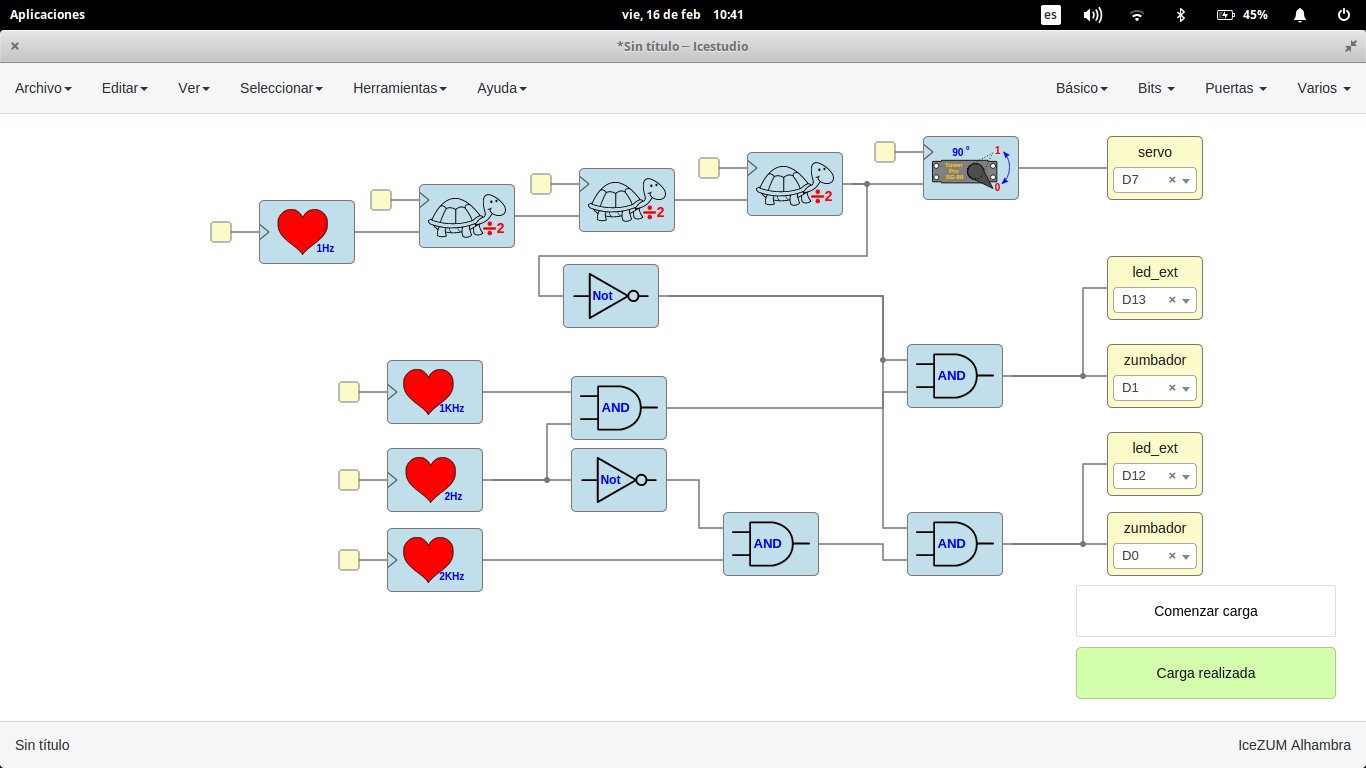 Aplicaciones
vie, 16 de feb 10:41
es
45%
*Sin título – Icestudio
Archivo Editar Ver Seleccionar Herramientas Ayuda
Básico Bits Puertas Varios
1Hz
÷2
÷2
÷2
90 °
1
Tower
Pro
SG-90
0
servo
D7
Not
led_ext
D13
1KHz
AND
AND
zumbador
D1
2Hz
Not
led_ext
D12
2KHz
AND
AND
zumbador
D0
Comenzar carga
Carga realizada
Sin título
IceZUM Alhambra